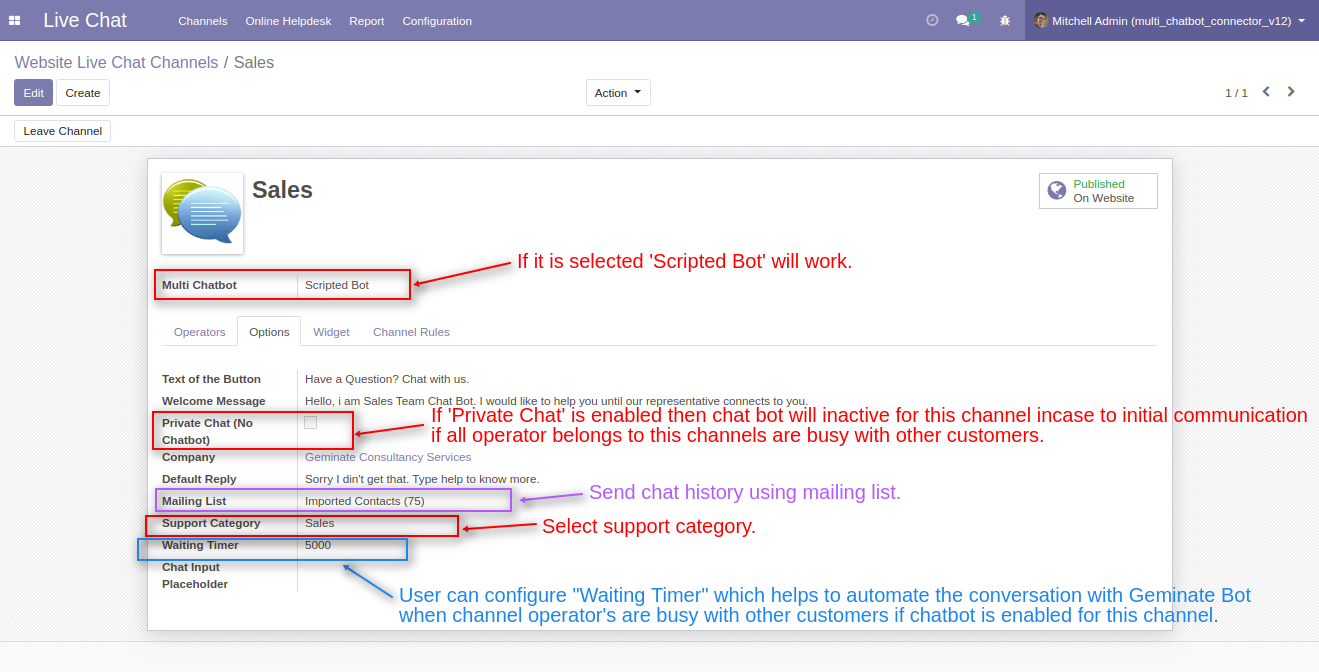 Live Chat Channels Online Helpdesk Report Configuration 1 Mitchell Admin (multi_chatbot_connector_v12)
Website Live Chat Channels / Sales
Edit Create Action 1 / 1
Leave Channel
Sales
Published
On Website
If it is selected 'Scripted Bot' will work.
Multi Chatbot Scripted Bot
Operators Options Widget Channel Rules
Text of the Button Have a Question? Chat with us.
Welcome Message Hello, i am Sales Team Chat Bot. I would like to help you until our representative connects to you.
Private Chat (No
Chatbot)
If 'Private Chat' is enabled then chat bot will inactive for this channel incase to initial communication
if all operator belongs to this channels are busy with other customers.
Company Geminate Consultancy Services
Default Reply Sorry I din't get that. Type help to know more.
Mailing List Imported Contacts (75)
Send chat history using mailing list.
Support Category Sales
Select support category.
Waiting Timer 5000
Chat Input
Placeholder
User can configure "Waiting Timer" which helps to automate the conversation with Geminate Bot
when channel operator's are busy with other customers if chatbot is enabled for this channel.